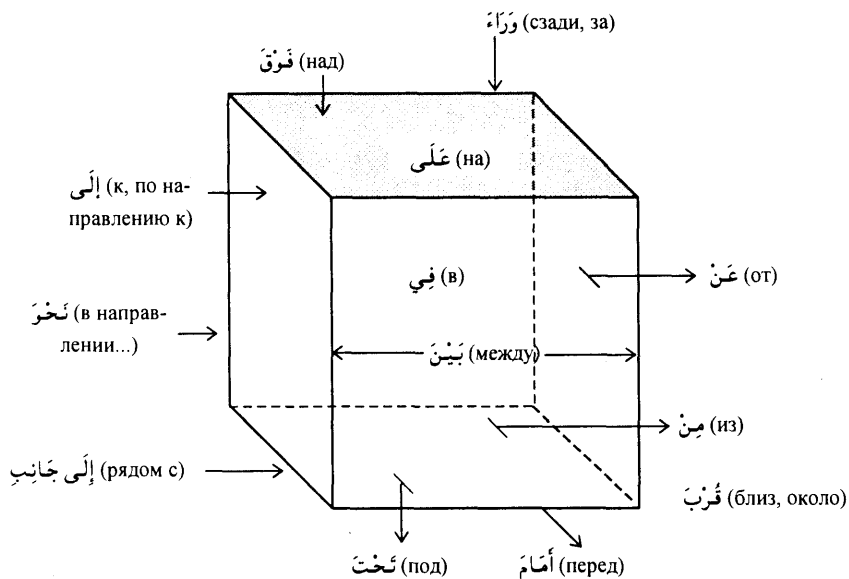 وَرَاءَ (сзади, за)
فَوْقَ (над)
عَلَى (на)
إلَى (к, по на-
правлению к)
فِي (в)
عَنْ (от)
نَحْوَ (в направ-
лении...)
بَيْنَ (между)
مِنْ (из)
إِلَى جَانِبِ (рядом с)
قُرْبَ (близ, около)
تَحْتَ (под)
أَمَامَ (перед)